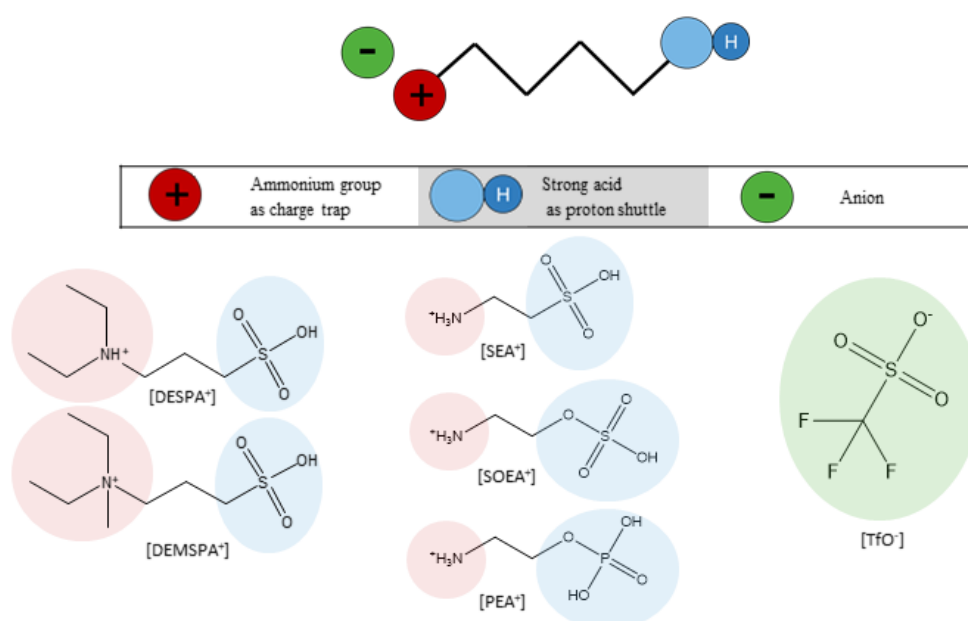 -
H
+
+
Ammonium group
as charge trap
H
Strong acid
as proton shuttle
-
Anion
O
OH
S
O
NH⁺
[DESPA⁺]
O
OH
S
O
⁺H₃N
[SEA⁺]
O⁻
O
S
O
F
F
F
[TfO⁻]
O
OH
S
O
N⁺
[DEMSPA⁺]
O
O
S
⁺H₃N
O
OH
[SOEA⁺]
OH
O
P
⁺H₃N
O
HO
[PEA⁺]